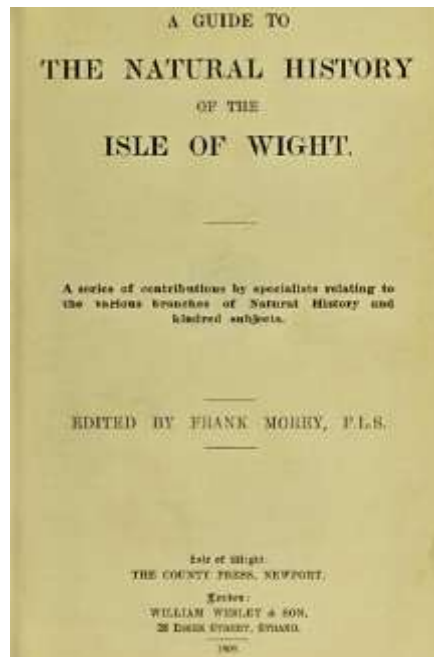 A GUIDE TO
THE NATURAL HISTORY
OF THE
ISLE OF WIGHT.
A series of contributions by specialists relating to
the various branches of Natural History and
kindred subjects.
EDITED BY FRANK MOREY, F.L.S.
Isle of Wight:
THE COUNTY PRESS, NEWPORT.
London:
WILLIAM WESLEY & SON,
28 ESSEX STREET, STRAND.
1909.